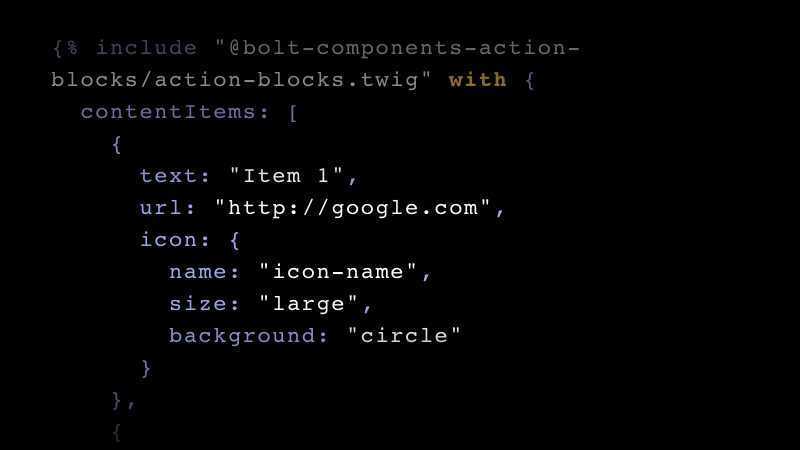 {% include "@bolt-components-action-
blocks/action-blocks.twig" with {
contentItems: [
{
text: "Item 1",
url: "http://google.com",
icon: {
name: "icon-name",
size: "large",
background: "circle"
}
},
{